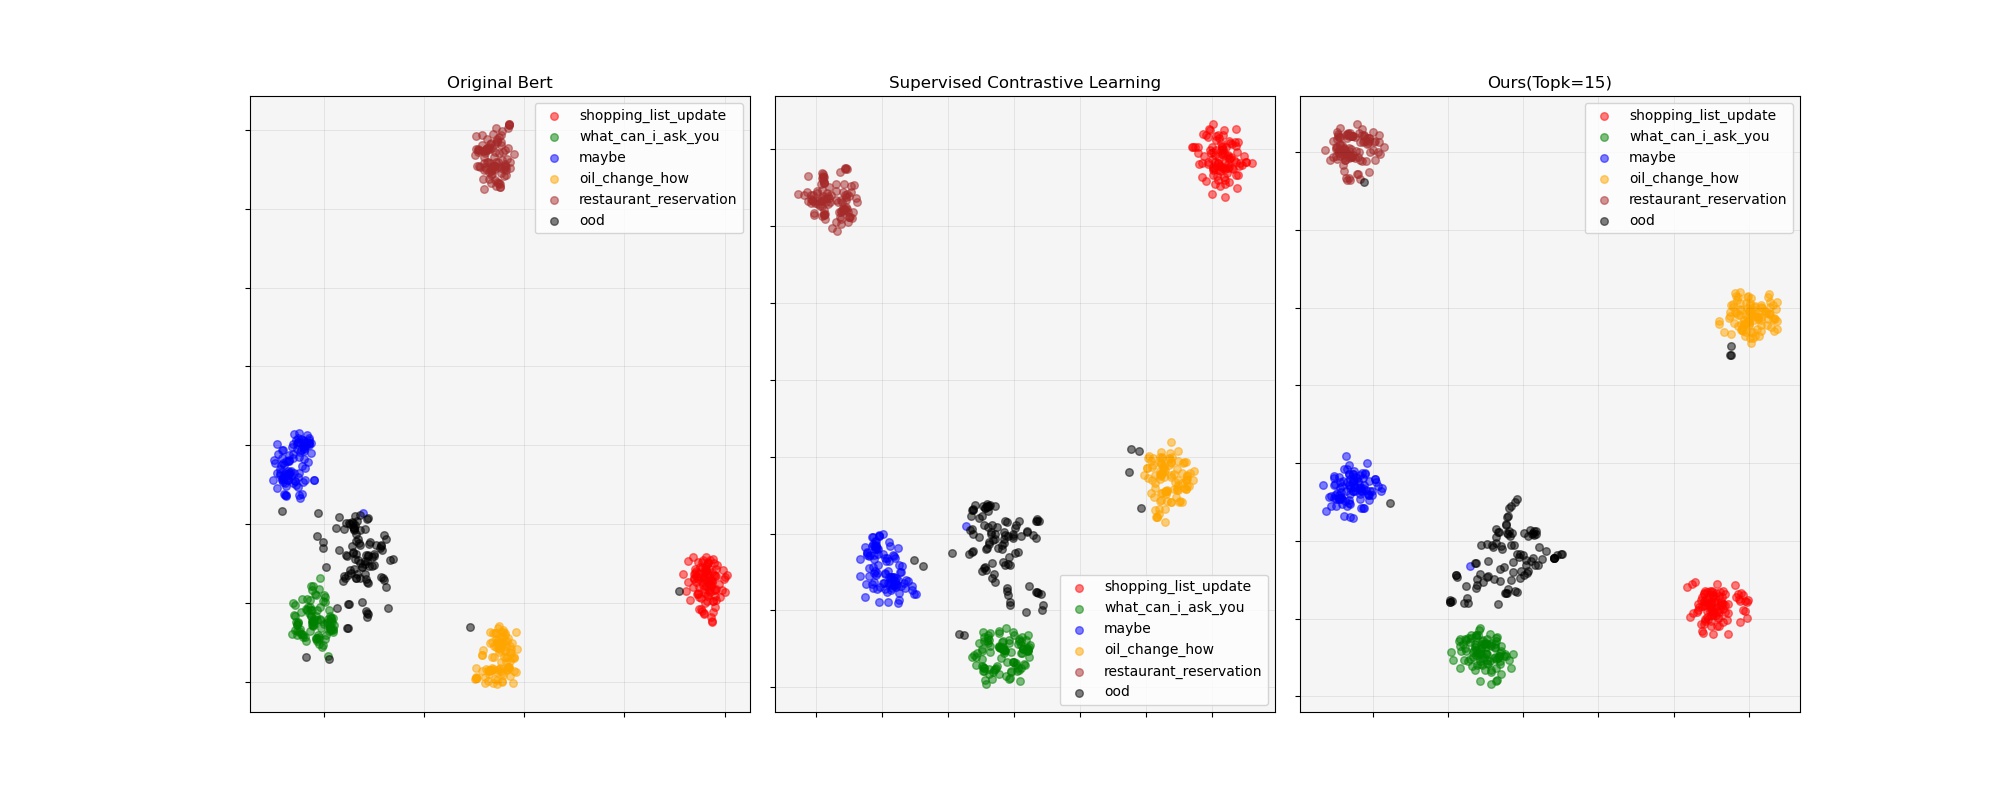 Original Bert
shopping_list_update
what_can_i_ask_you
maybe
oil_change_how
restaurant_reservation
ood
Supervised Contrastive Learning
shopping_list_update
what_can_i_ask_you
maybe
oil_change_how
restaurant_reservation
ood
Ours(Topk=15)
shopping_list_update
what_can_i_ask_you
maybe
oil_change_how
restaurant_reservation
ood